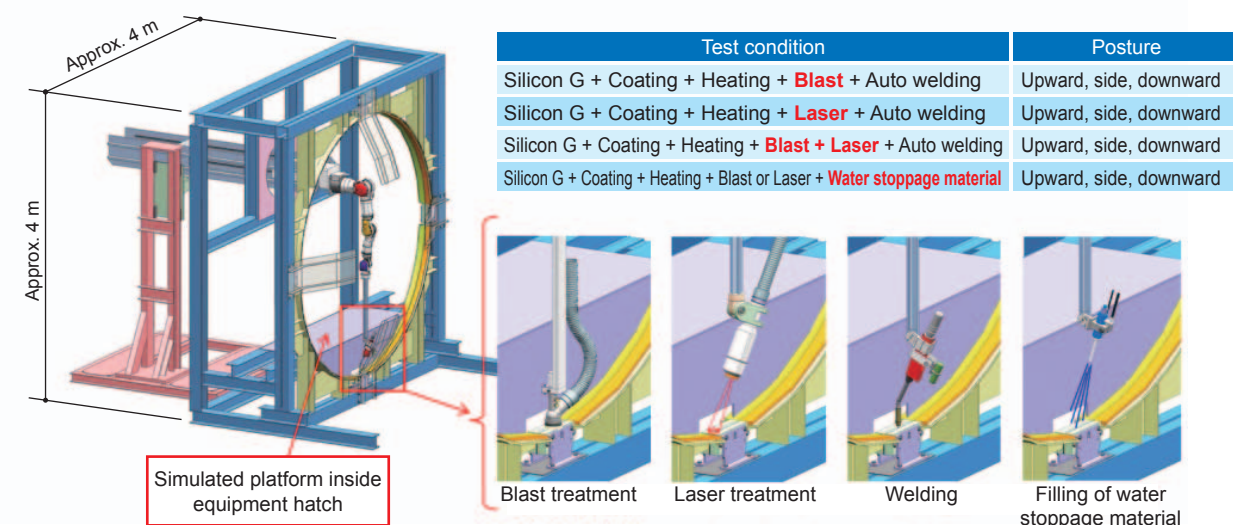 Approx. 4 m
Approx. 4 m
Test condition Posture
Silicon G + Coating + Heating + Blast + Auto welding Upward, side, downward
Silicon G + Coating + Heating + Laser + Auto welding Upward, side, downward
Silicon G + Coating + Heating + Blast + Laser + Auto welding Upward, side, downward
Silicon G + Coating + Heating + Blast or Laser + Water stoppage material Upward, side, downward
Simulated platform inside
equipment hatch
Blast treatment
Laser treatment
Welding
Filling of water
stoppage material